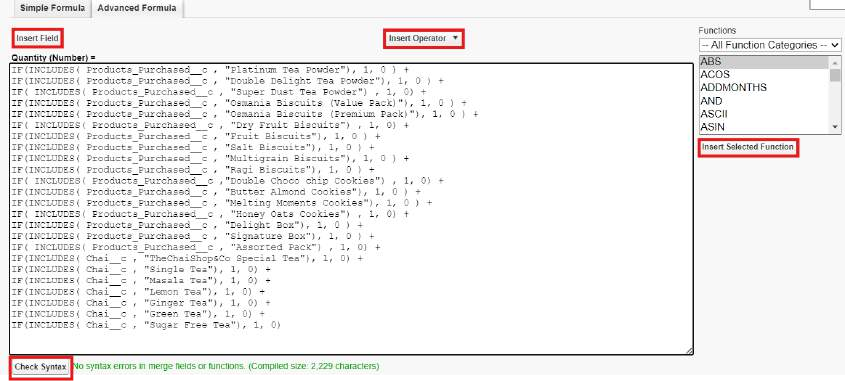 Simple Formula Advanced Formula
Insert Field Insert Operator
Functions
-- All Function Categories --
Quantity (Number) =
IF(INCLUDES( Products_Purchased__c , "Platinum Tea Powder"), 1, 0 ) +
IF(INCLUDES( Products_Purchased__c , "Double Delight Tea Powder"), 1, 0 ) +
IF( INCLUDES( Products_Purchased__c , "Super Dust Tea Powder" , 1, 0) +
IF(INCLUDES( Products_Purchased__c , "Osmania Biscuits (Value Pack)"), 1, 0 ) +
IF(INCLUDES( Products_Purchased__c , "Osmania Biscuits (Premium Pack)"), 1, 0 ) +
IF( INCLUDES( Products_Purchased__c , "Dry Fruit Biscuits") , 1, 0) +
IF(INCLUDES( Products_Purchased__c , "Fruit Biscuits"), 1, 0 ) +
IF(INCLUDES( Products_Purchased__c , "Salt Biscuits"), 1, 0 ) +
IF(INCLUDES( Products_Purchased__c , "Multigrain Biscuits"), 1, 0 ) +
IF(INCLUDES( Products_Purchased__c , "Ragi Biscuits"), 1, 0 ) +
IF( INCLUDES( Products_Purchased__c , "Double Choco chip Cookies") , 1, 0) +
IF(INCLUDES( Products_Purchased__c , "Butter Almond Cookies"), 1, 0 ) +
IF(INCLUDES( Products_Purchased__c , "Melting Moments Cookies"), 1, 0 ) +
IF( INCLUDES( Products_Purchased__c , "Honey Oats Cookies") , 1, 0) +
IF(INCLUDES( Products_Purchased__c , "Delight Box"), 1, 0 ) +
IF(INCLUDES( Products_Purchased__c , "Signature Box"), 1, 0 ) +
IF( INCLUDES( Products_Purchased__c , "Assorted Pack") , 1, 0) +
IF(INCLUDES( Chai__c , "TheChaiShop&Co Special Tea"), 1, 0) +
IF(INCLUDES( Chai__c , "Single Tea"), 1, 0) +
IF(INCLUDES( Chai__c , "Masala Tea"), 1, 0) +
IF(INCLUDES( Chai__c , "Lemon Tea"), 1, 0) +
IF(INCLUDES( Chai__c , "Ginger Tea"), 1, 0) +
IF(INCLUDES( Chai__c , "Green Tea"), 1, 0) +
IF(INCLUDES( Chai__c , "Sugar Free Tea"), 1, 0)
ABS
ACOS
ADDMONTHS
AND
ASCII
ASIN
Insert Selected Function
Check Syntax No syntax errors in merge fields or functions. (Compiled size: 2,229 characters)